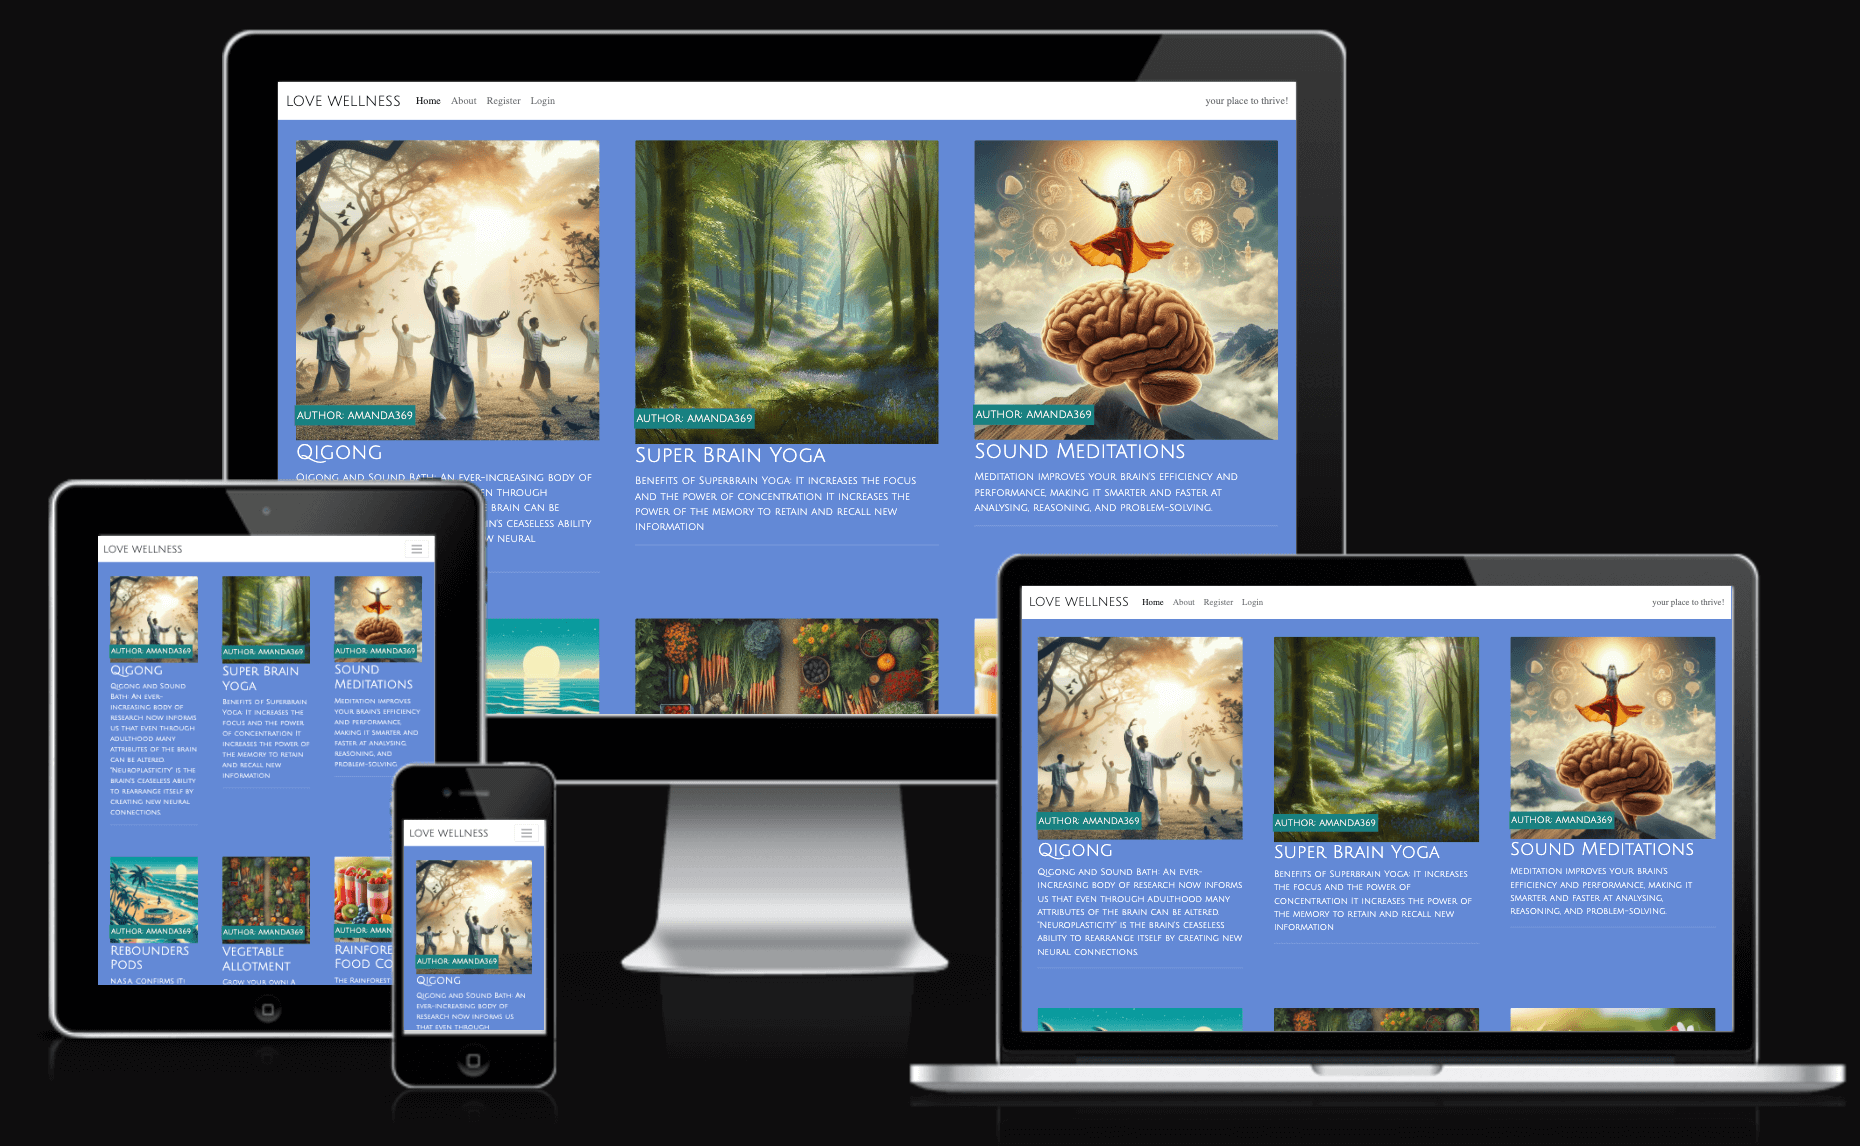 LOVE WELLNESS Home About Register Login your place to thrive!
AUTHOR: AMANDA369
Qigong
Qigong and Sound Bath: An ever-increasing body of
en through
e brain can be
in's ceaseless ability
w neural
AUTHOR: AMANDA369
Super Brain Yoga
Benefits of Superbrain Yoga: It increases the focus
and the power of concentration It increases the
power of the memory to retain and recall new
information
AUTHOR: AMANDA369
Sound Meditations
Meditation improves your brain's efficiency and
performance, making it smarter and faster at
analysing, reasoning, and problem-solving.
LOVE WELLNESS
AUTHOR: AMANDA369
Qigong
Qigong and Sound
Bath: An ever-
increasing body of
research now informs
us that even through
adulthood many
attributes of the brain
can be altered.
"Neuroplasticity" is the
brain's ceaseless ability
to rearrange itself by
creating new neural
connections.
AUTHOR: AMANDA369
Super Brain
Yoga
Benefits of Superbrain
Yoga: It increases the
focus and the power
of concentration It
increases the power of
the memory to retain
and recall new
information
AUTHOR: AMANDA369
Sound
Meditations
Meditation improves
your brain's efficiency
and performance,
making it smarter and
faster at analysing,
reasoning, and
problem-solving.
AUTHOR: AMANDA369
Rebounders
Pods
NASA confirms it!
AUTHOR: AMANDA369
Vegetable
Allotment
Grow your own! A
AUTHOR: AMAN
Rainfore
Food Co
The Rainforest
LOVE WELLNESS
AUTHOR: AMANDA369
Qigong
Qigong and Sound Bath: An
ever-increasing body of
research now informs us
that even through
LOVE WELLNESS Home About Register Login your place to thrive!
AUTHOR: AMANDA369
Qigong
Qigong and Sound Bath: An ever-
increasing body of research now informs
us that even through adulthood many
attributes of the brain can be altered.
"Neuroplasticity" is the brain's ceaseless
ability to rearrange itself by creating new
neural connections.
AUTHOR: AMANDA369
Super Brain Yoga
Benefits of Superbrain Yoga: It increases
the focus and the power of
concentration It increases the power of
the memory to retain and recall new
information
AUTHOR: AMANDA369
Sound Meditations
Meditation improves your brain's
efficiency and performance, making it
smarter and faster at analysing,
reasoning, and problem-solving.